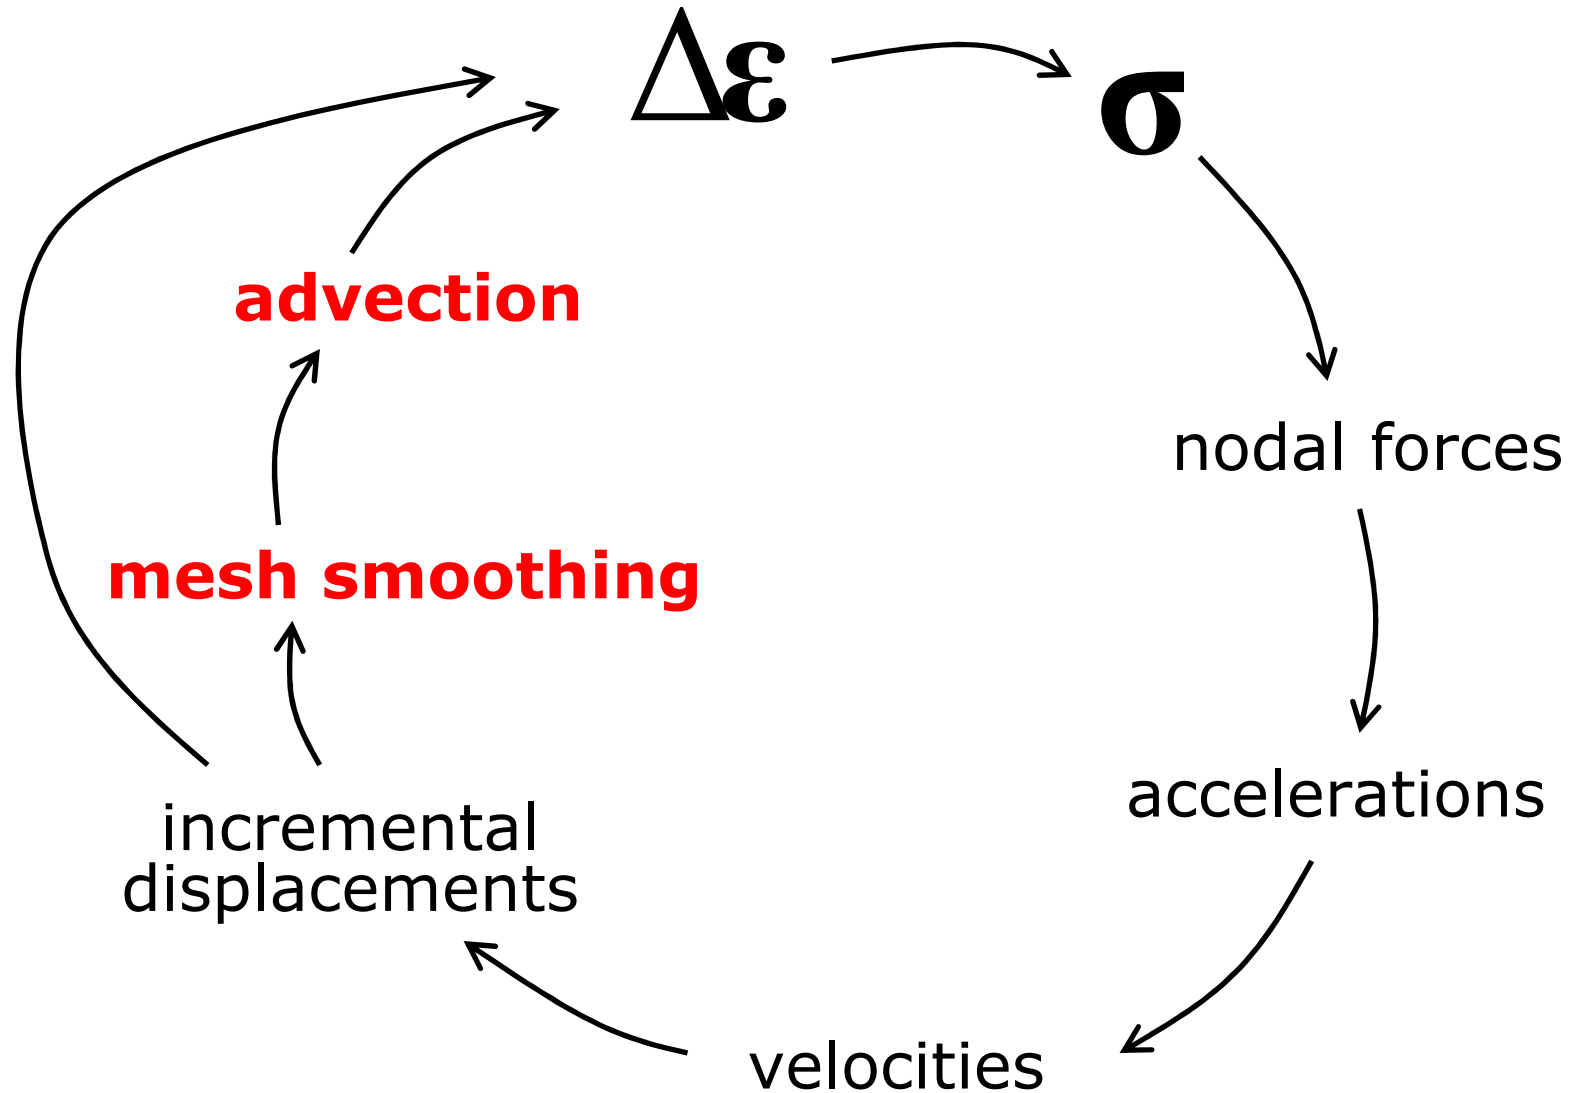 Δε
σ
nodal forces
accelerations
velocities
incremental
displacements
mesh smoothing
advection